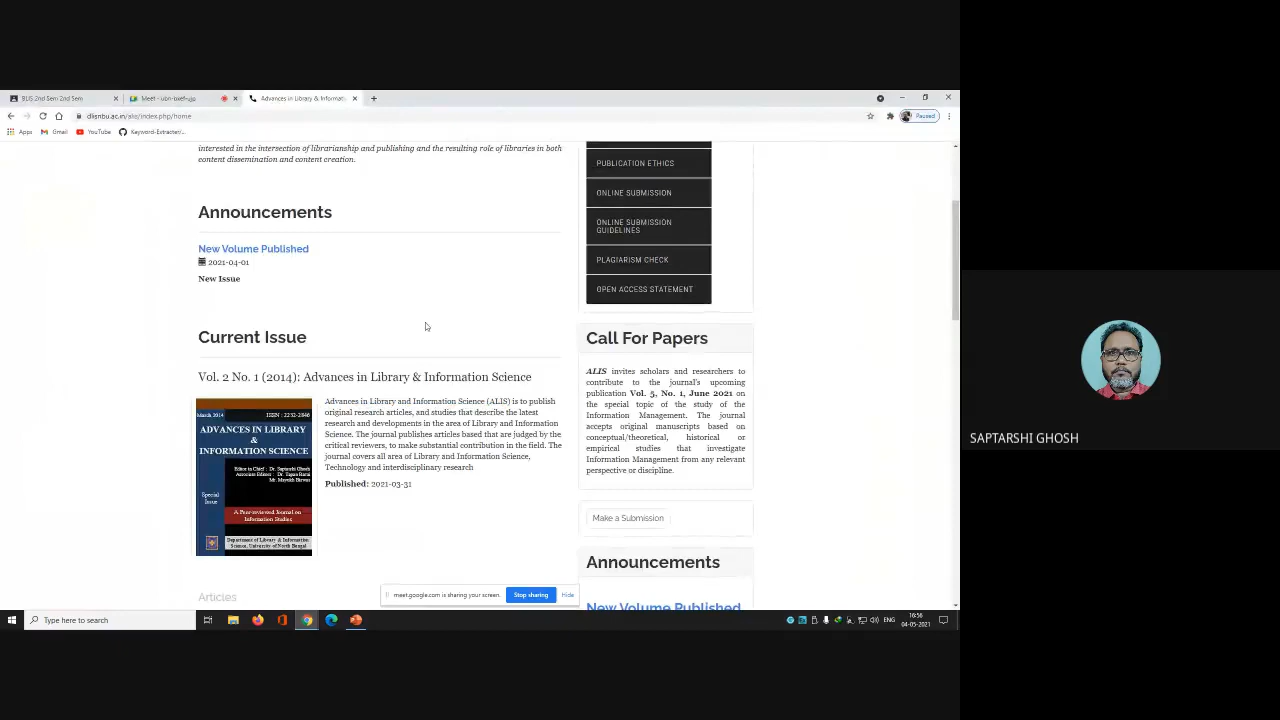 BLIS 2nd Sem 2nd Sem
Advances in Library & Informati
dlisnbu.ac.in/alis/index.php/home
Paused
Apps
Gmail
YouTube
Keyword-Extracter/...
interested in the intersection of librarianship and publishing and the resulting role of libraries in both
content dissemination and content creation.
Announcements
New Volume Published
2021-04-01
New Issue
Current Issue
Vol. 2 No. 1 (2014): Advances in Library & Information Science
March 2014
ISSN : 2252-2848
ADVANCES IN LIBRARY
&
INFORMATION SCIENCE
Editor in Chief : Dr. Saptarshi Ghosh
Special
Issue
A Peer-reviewed Journal on
Information Studies
Department of Library & Information
Science, University of North Bengal
Advances in Library and Information Science (ALIS) is to publish
original research articles, and studies that describe the latest
research and developments in the area of Library and Information
Science. The journal publishes articles based that are judged by the
critical reviewers, to make substantial contribution in the field. The
journal covers all area of Library and Information Science,
Technology and interdisciplinary research
Published: 2021-03-31
Articles
PUBLICATION ETHICS
ONLINE SUBMISSION
ONLINE SUBMISSION
GUIDELINES
PLAGIARISM CHECK
OPEN ACCESS STATEMENT
Call For Papers
ALIS invites scholars and researchers to
contribute to the journal's upcoming
publication Vol. 5, No. 1, June 2021 on
the special topic of the study of the
Information Management. The journal
accepts original manuscripts based on
conceptual/theoretical, historical or
empirical studies that investigate
Information Management from any relevant
perspective or discipline.
Make a Submission
Announcements
New Volume Published
meet.google.com is sharing your screen.
Stop sharing
Hide
Type here to search
ENG
16:56
04-05-2021
SAPTARSHI GHOSH